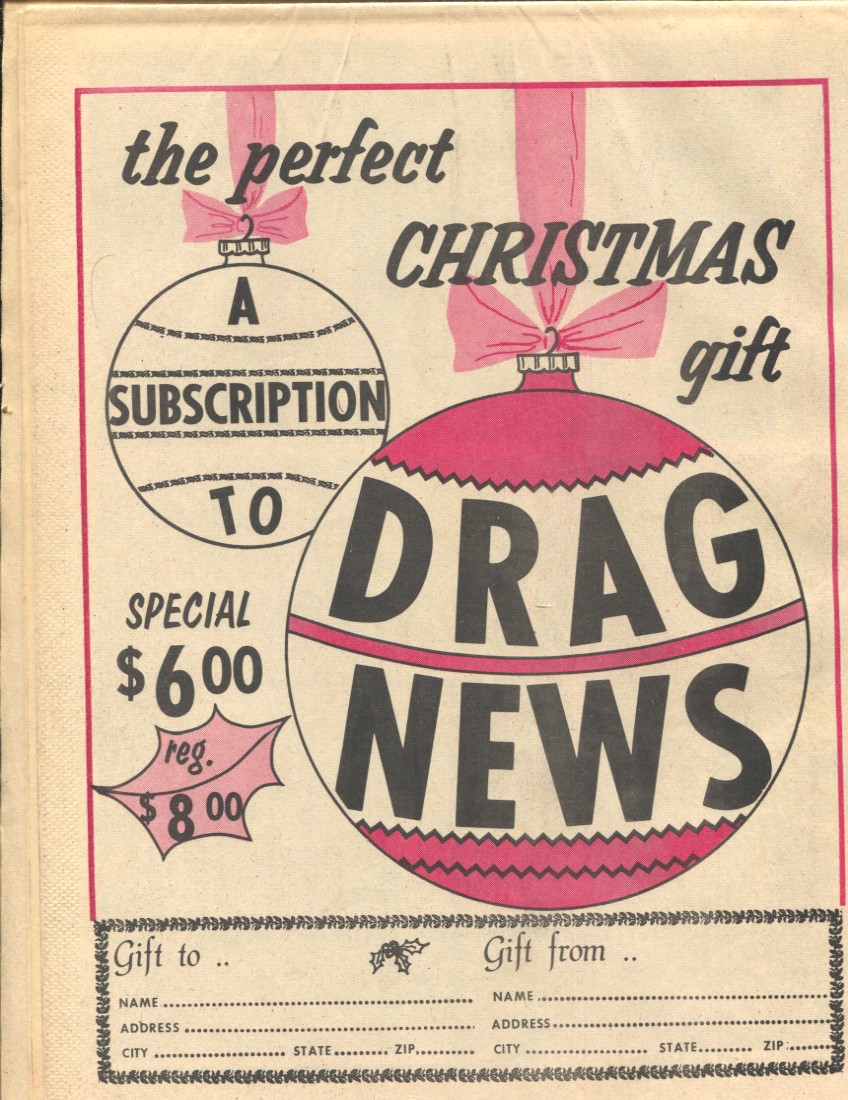 the perfect
CHRISTMAS
gift
A
SUBSCRIPTION
TO
DRAG
NEWS
SPECIAL
$6 00
reg.
$8 00
Gift to ..
NAME
ADDRESS
CITY STATE ZIP
Gift from ..
NAME
ADDRESS
CITY STATE ZIP